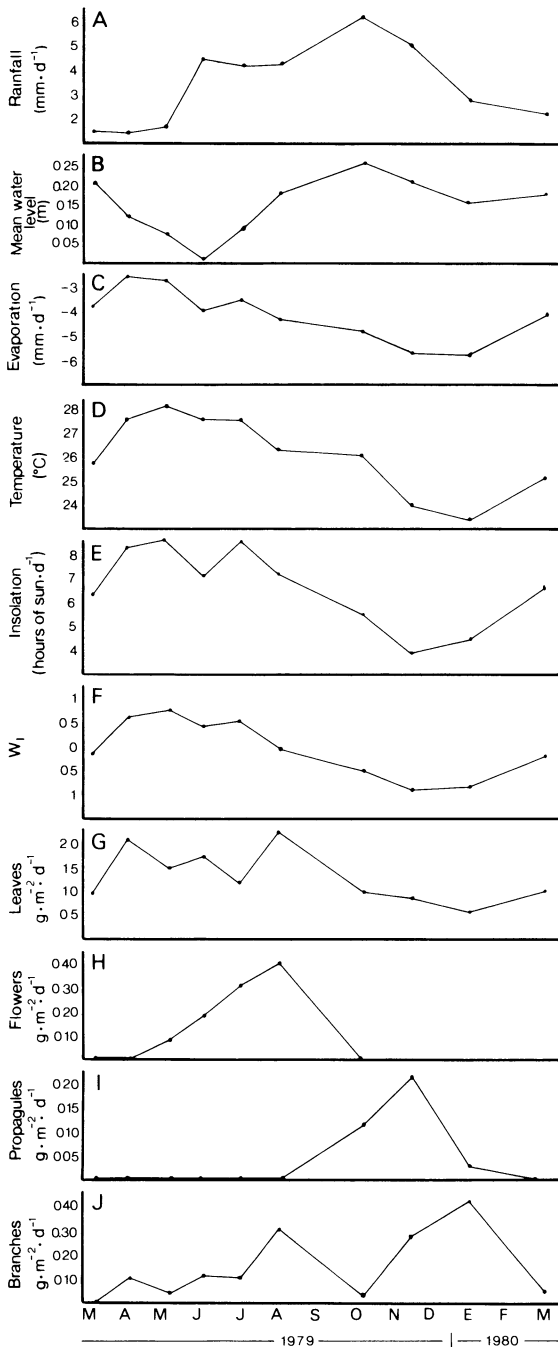 A
Rainfall
(mm·d⁻¹)
6
5
4
3
2
B
Mean water
level
(m)
0.25
0.20
0.15
0.10
0.05
C
Evaporation
(mm·d⁻¹)
-3
-4
-5
-6
D
Temperature
(°C)
28
27
26
25
24
E
Insolation
(hours of sun·d⁻¹)
8
7
6
5
4
F
W₁
1
0.5
0
0.5
1
G
Leaves
g·m⁻²·d⁻¹
2.0
1.5
1.0
0.5
H
Flowers
g·m⁻²·d⁻¹
0.40
0.30
0.20
0.10
I
Propagules
g·m⁻²·d⁻¹
0.20
0.15
0.10
0.05
J
Branches
g·m⁻²·d⁻¹
0.40
0.30
0.20
0.10
M A M J J A S O N D E F M
1979 1980